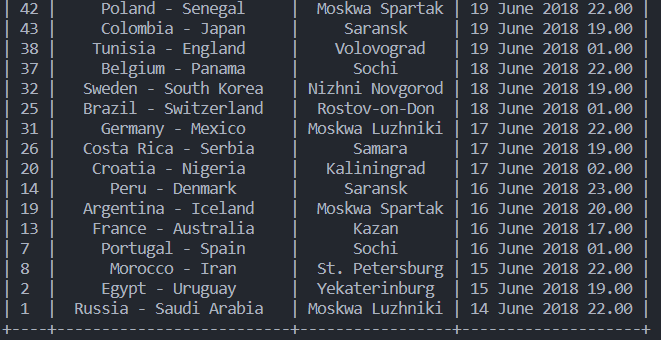 | 42 | Poland - Senegal | Moskwa Spartak | 19 June 2018 22.00 |
| 43 | Colombia - Japan | Saransk | 19 June 2018 19.00 |
| 38 | Tunisia - England | Volovograd | 19 June 2018 01.00 |
| 37 | Belgium - Panama | Sochi | 18 June 2018 22.00 |
| 32 | Sweden - South Korea | Nizhni Novgorod | 18 June 2018 19.00 |
| 25 | Brazil - Switzerland | Rostov-on-Don | 18 June 2018 01.00 |
| 31 | Germany - Mexico | Moskwa Luzhniki | 17 June 2018 22.00 |
| 26 | Costa Rica - Serbia | Samara | 17 June 2018 19.00 |
| 20 | Croatia - Nigeria | Kaliningrad | 17 June 2018 02.00 |
| 14 | Peru - Denmark | Saransk | 16 June 2018 23.00 |
| 19 | Argentina - Iceland | Moskwa Spartak | 16 June 2018 20.00 |
| 13 | France - Australia | Kazan | 16 June 2018 17.00 |
| 7 | Portugal - Spain | Sochi | 16 June 2018 01.00 |
| 8 | Morocco - Iran | St. Petersburg | 15 June 2018 22.00 |
| 2 | Egypt - Uruguay | Yekaterinburg | 15 June 2018 19.00 |
| 1 | Russia - Saudi Arabia | Moskwa Luzhniki | 14 June 2018 22.00 |
+----+--------------------------+-----------------+--------------------+